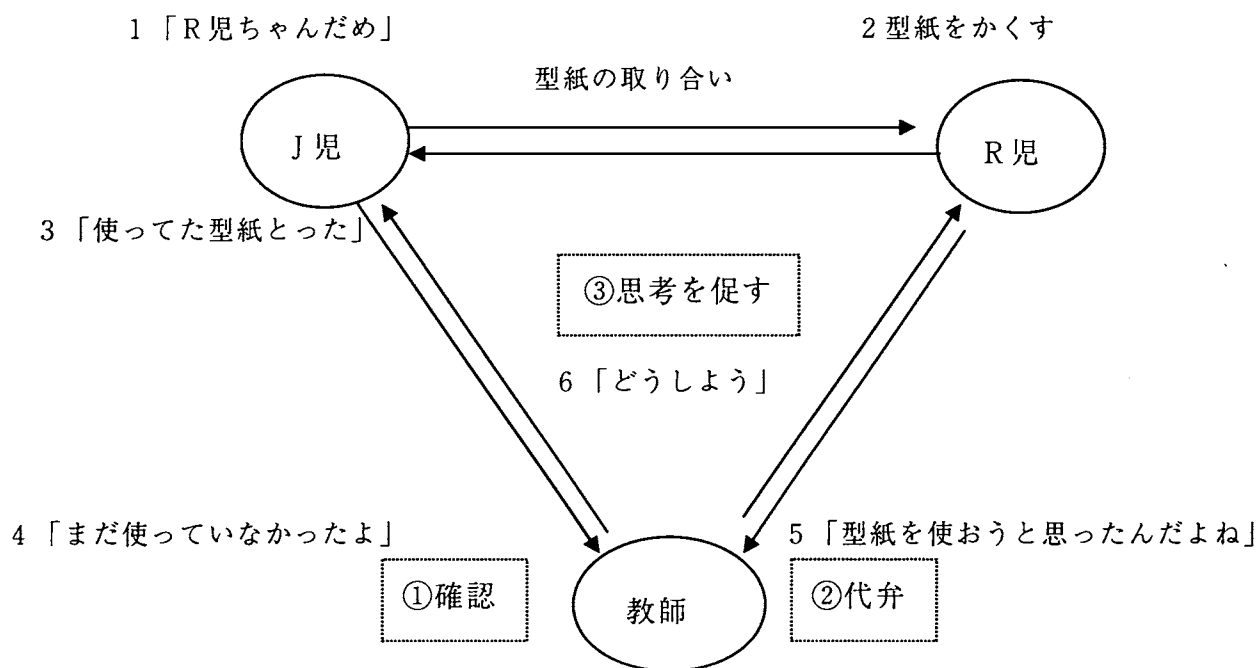 1「R児ちゃんだめ」
2型紙をかくす
型紙の取り合い
J児
R児
3「使ってた型紙とった」
③思考を促す
6「どうしよう」
4「まだ使っていなかったよ」
5「型紙を使おうと思ったんだよね」
①確認
教師
②代弁